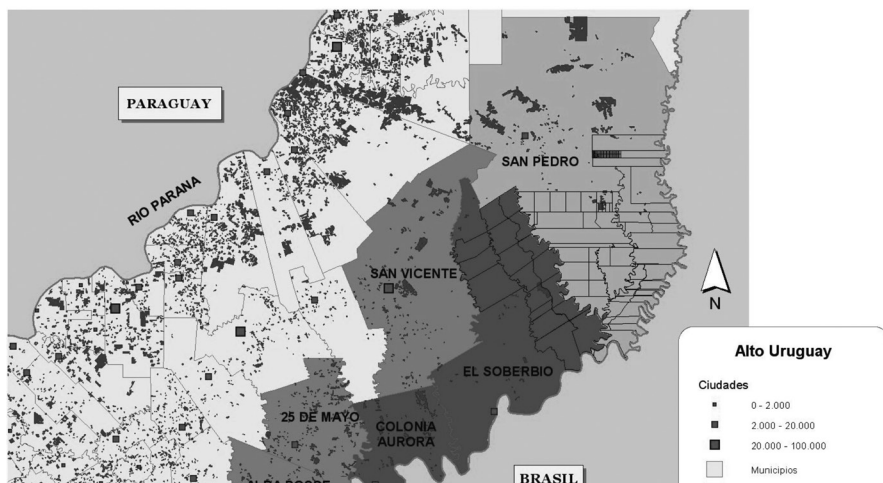 PARAGUAY
RIO PARANA
SAN PEDRO
SAN VICENTE
N
EL SOBERBIO
25 DE MAYO
COLONIA
AURORA
BRASIL
Alto Uruguay
Ciudades
0 - 2.000
2.000 - 20.000
20.000 - 100.000
Municipios